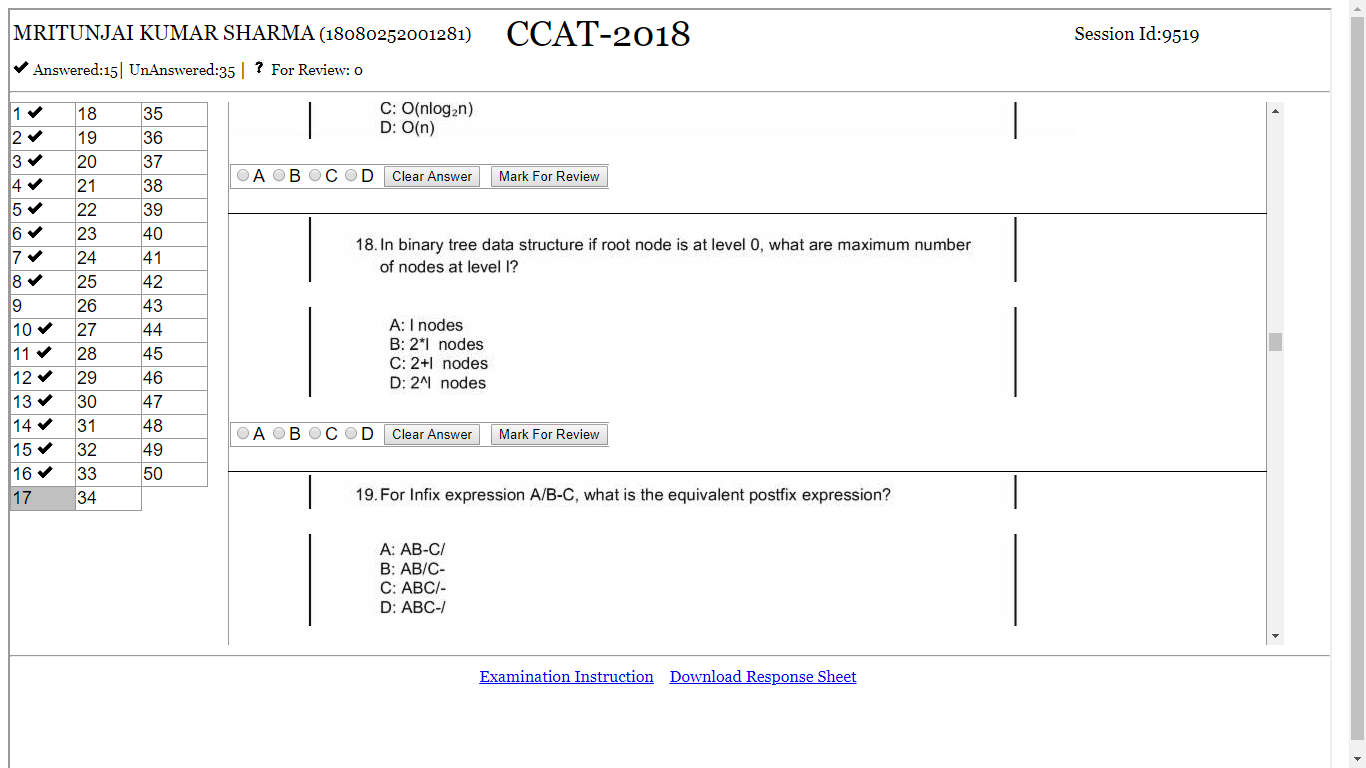 MRITUNJAI KUMAR SHARMA (18080252001281) CCAT-2018 Session Id:9519
✔ Answered:15| UnAnswered:35 | ? For Review: 0
1 ✔ 18 35
2 ✔ 19 36
3 ✔ 20 37
4 ✔ 21 38
5 ✔ 22 39
6 ✔ 23 40
7 ✔ 24 41
8 ✔ 25 42
9 26 43
10 ✔ 27 44
11 ✔ 28 45
12 ✔ 29 46
13 ✔ 30 47
14 ✔ 31 48
15 ✔ 32 49
16 ✔ 33 50
17 34
C: O(nlog₂n)
D: O(n)
A B C D Clear Answer Mark For Review
18. In binary tree data structure if root node is at level 0, what are maximum number
of nodes at level l?
A: l nodes
B: 2*l nodes
C: 2+l nodes
D: 2^l nodes
A B C D Clear Answer Mark For Review
19. For Infix expression A/B-C, what is the equivalent postfix expression?
A: AB-C/
B: AB/C-
C: ABC/-
D: ABC-/
Examination Instruction Download Response Sheet